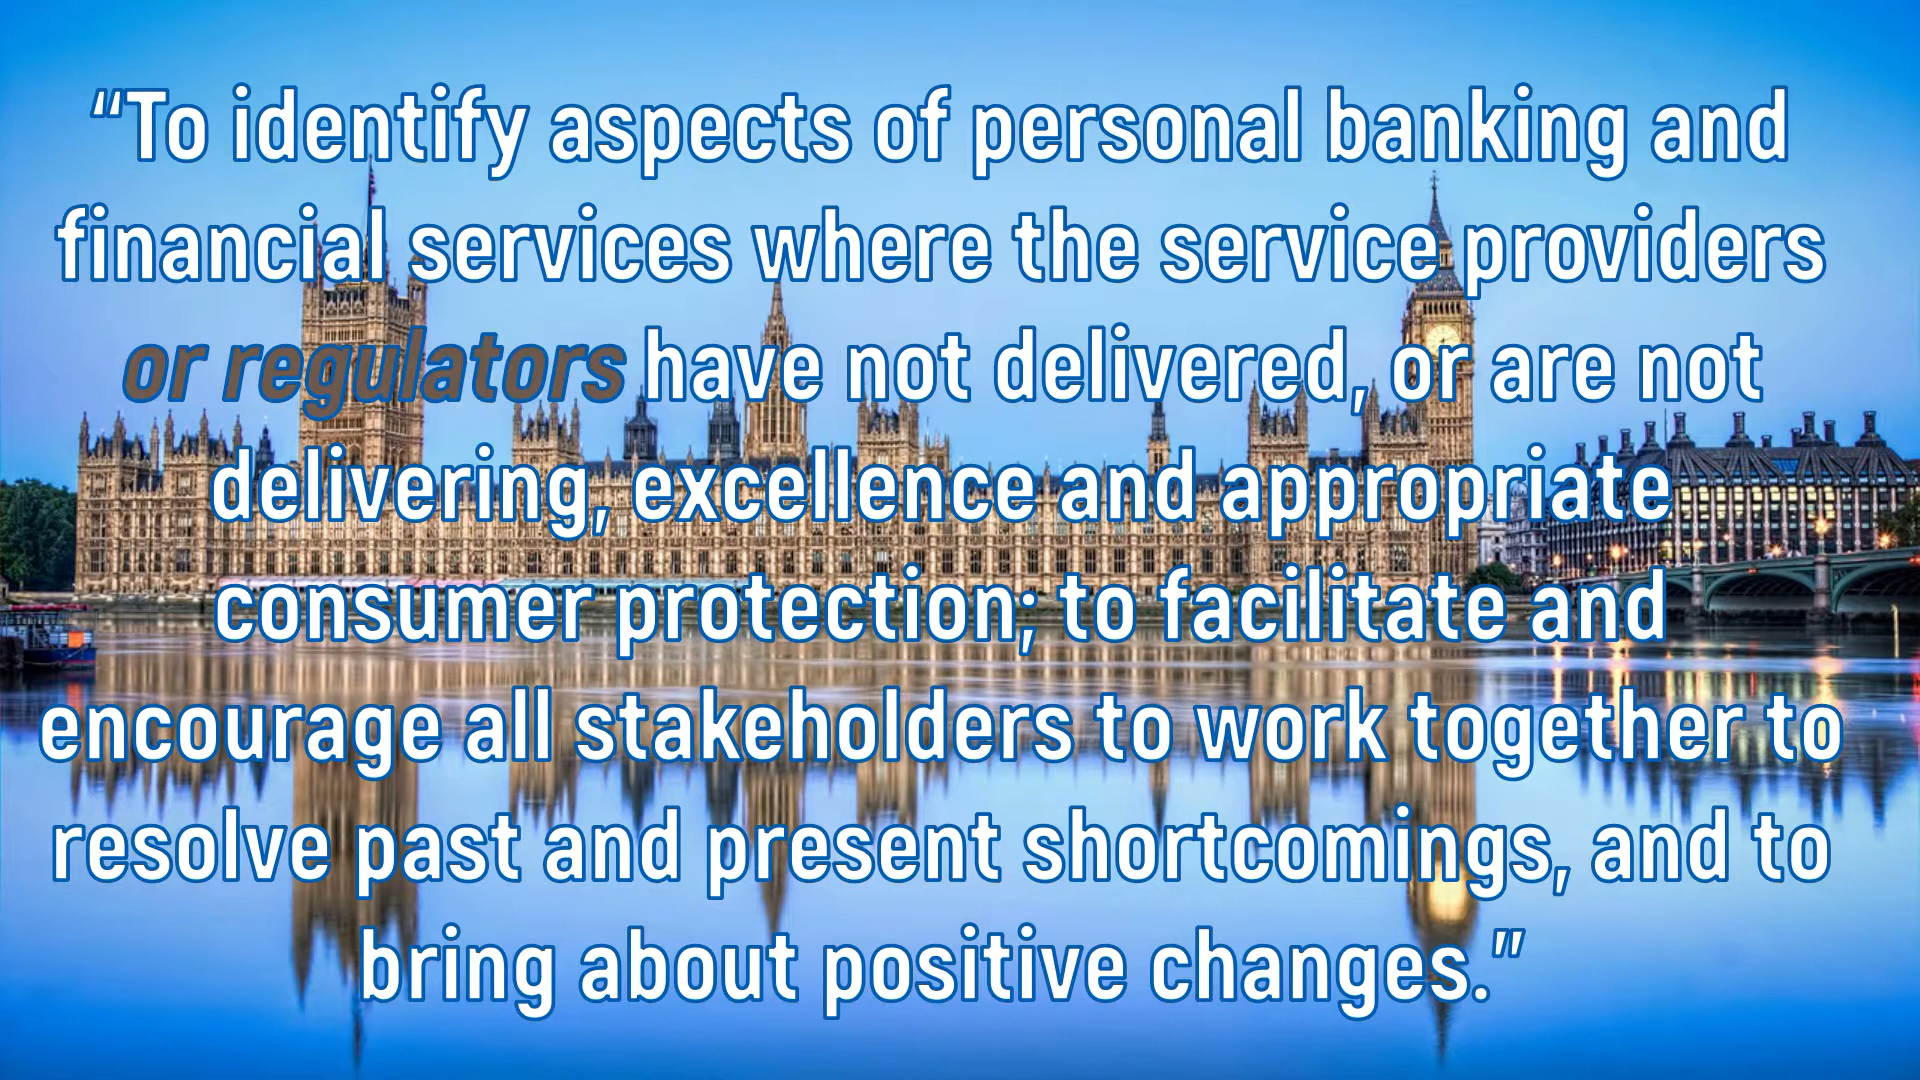 “To identify aspects of personal banking and
financial services where the service providers
or regulators have not delivered, or are not
delivering, excellence and appropriate
consumer protection; to facilitate and
encourage all stakeholders to work together to
resolve past and present shortcomings, and to
bring about positive changes.”